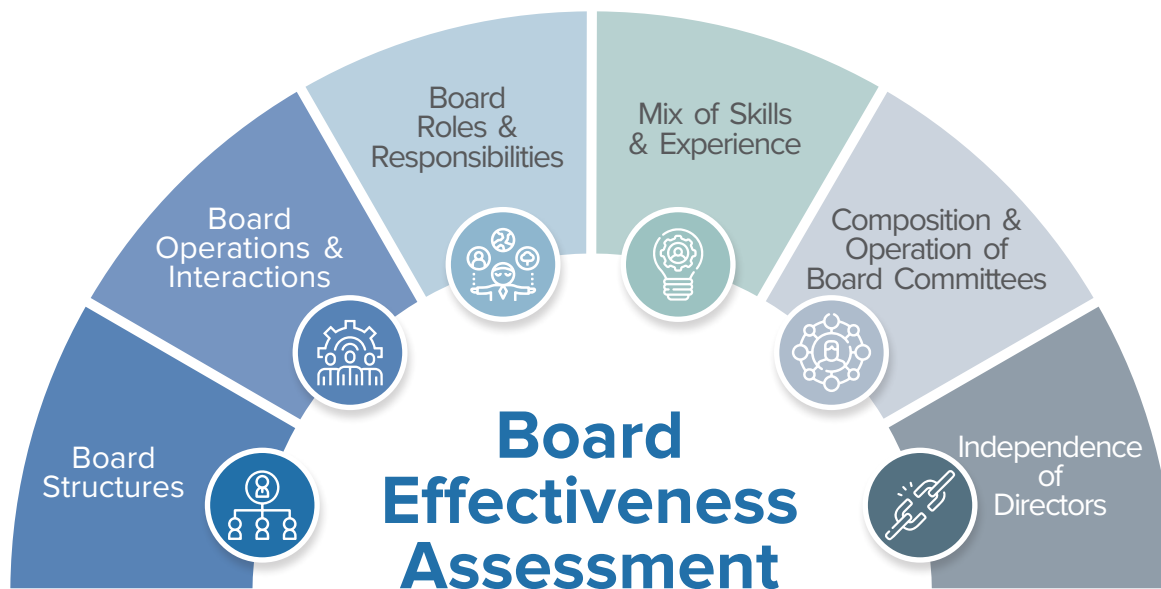 Board
Structures
Board
Operations &
Interactions
Board
Roles &
Responsibilities
Mix of Skills
& Experience
Composition &
Operation of
Board Committees
Independence
of
Directors
Board
Effectiveness
Assessment